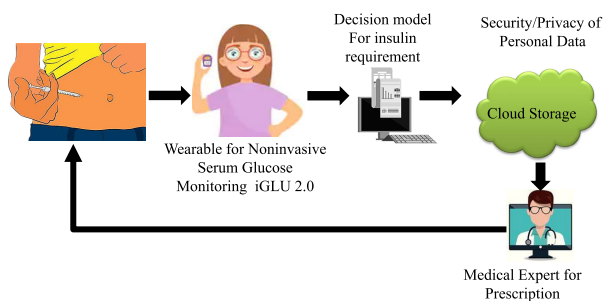 Decision model
For insulin
requirement
Security/Privacy of
Personal Data
Cloud Storage
Wearable for Noninvasive
Serum Glucose
Monitoring iGLU 2.0
Medical Expert for
Prescription